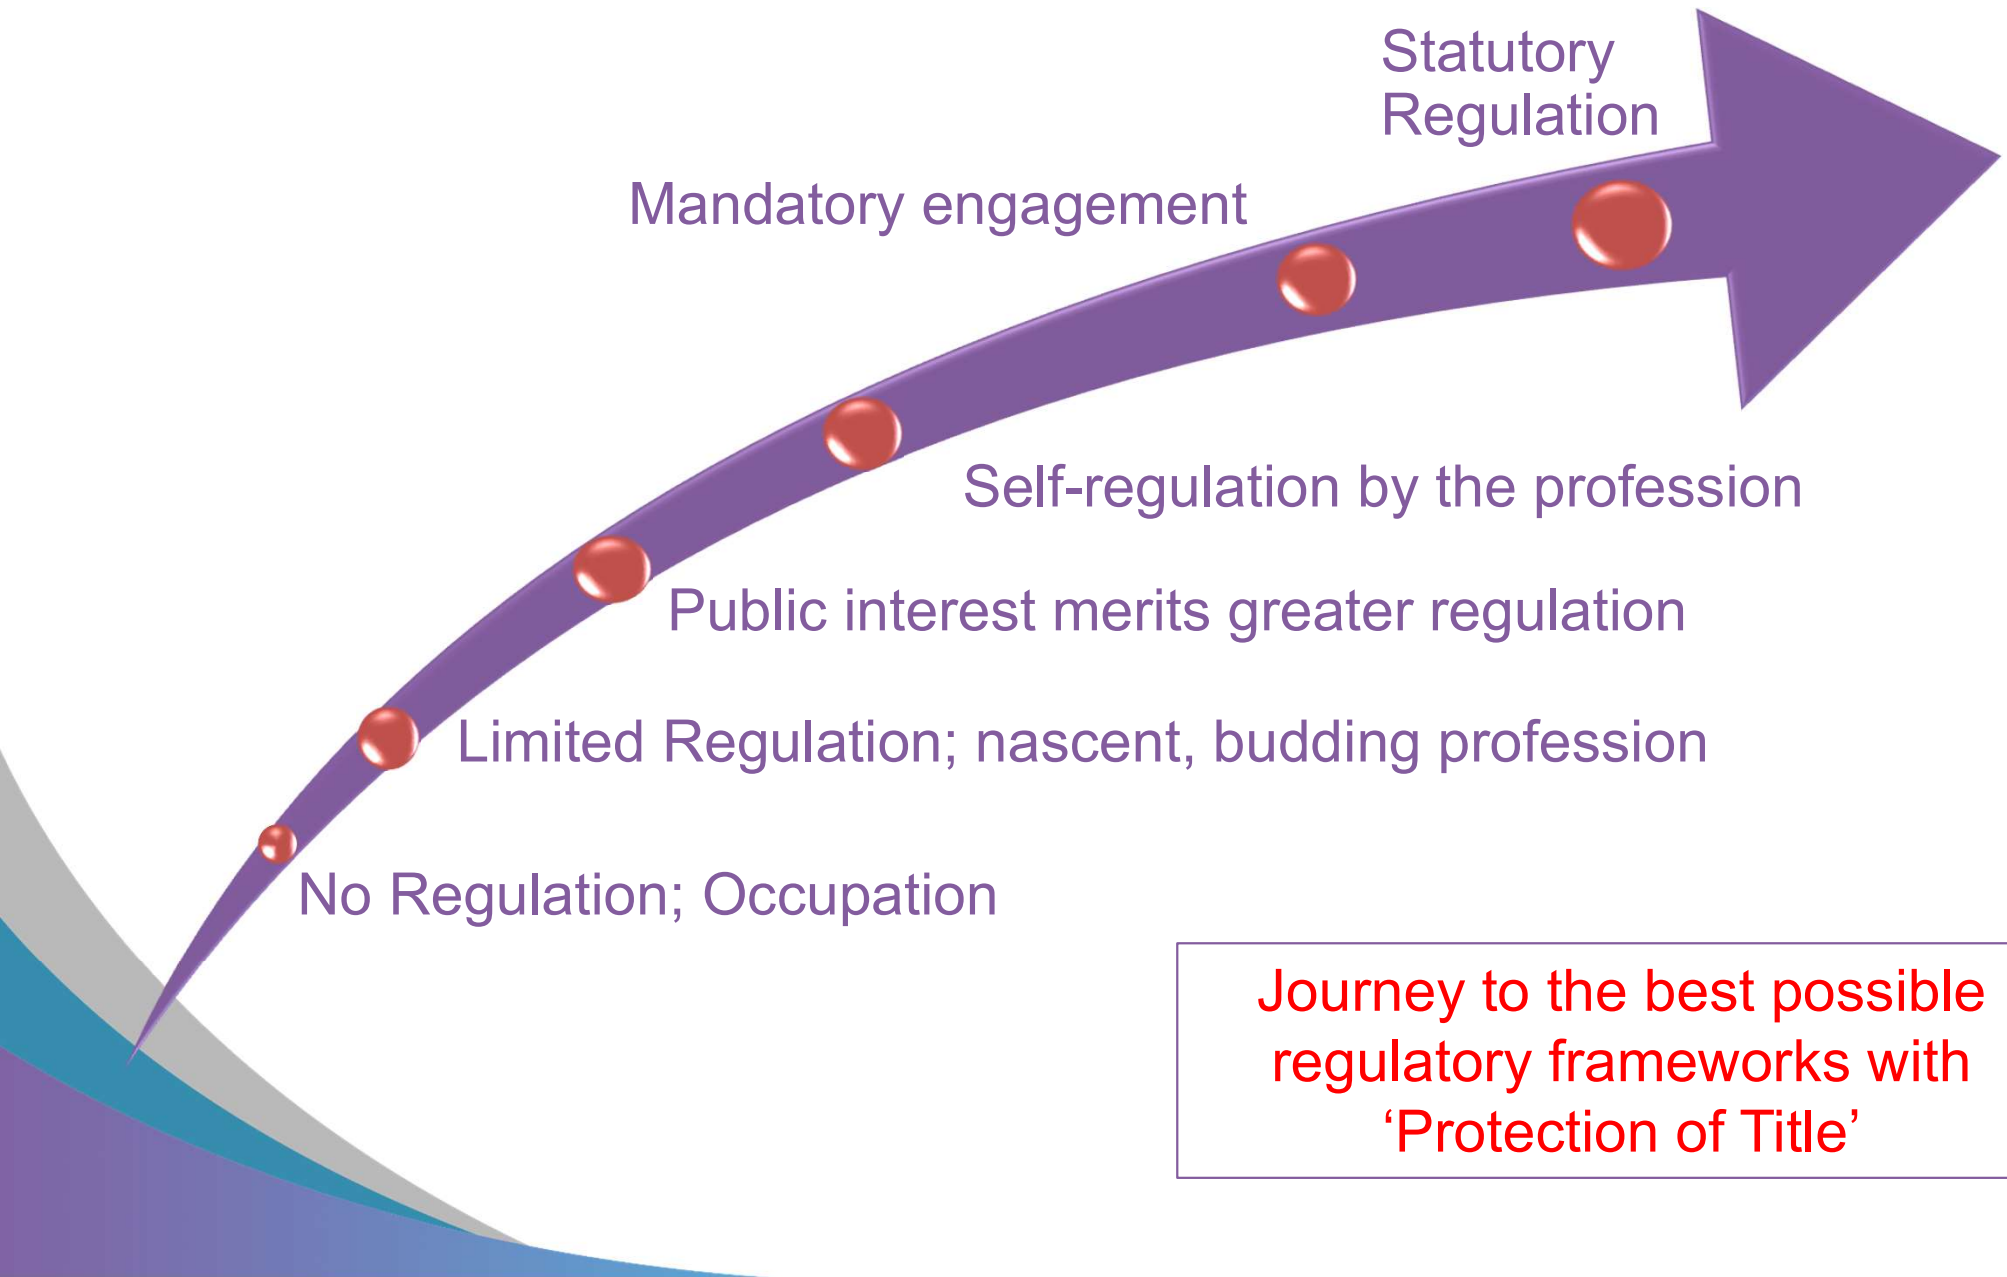 Statutory
Regulation
Mandatory engagement
Self-regulation by the profession
Public interest merits greater regulation
Limited Regulation; nascent, budding profession
No Regulation; Occupation
Journey to the best possible
regulatory frameworks with
‘Protection of Title’